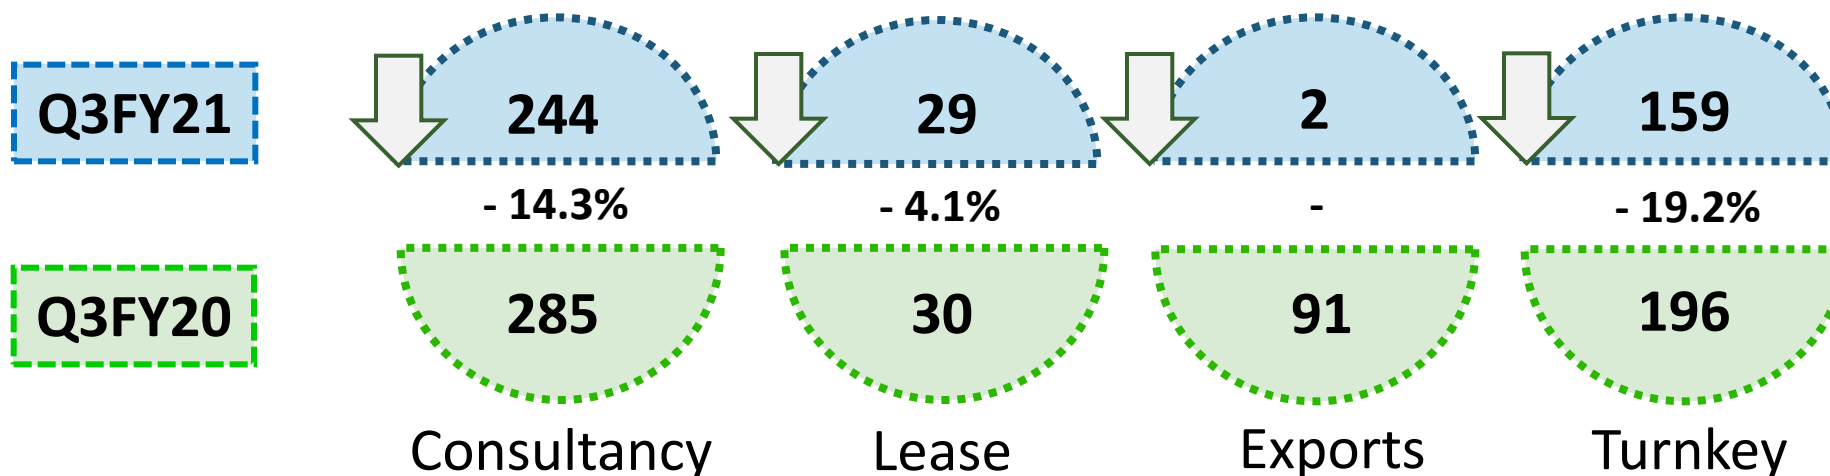 Q3FY21 244 29 2 159
- 14.3% - 4.1% - - 19.2%
Q3FY20 285 30 91 196
Consultancy Lease Exports Turnkey